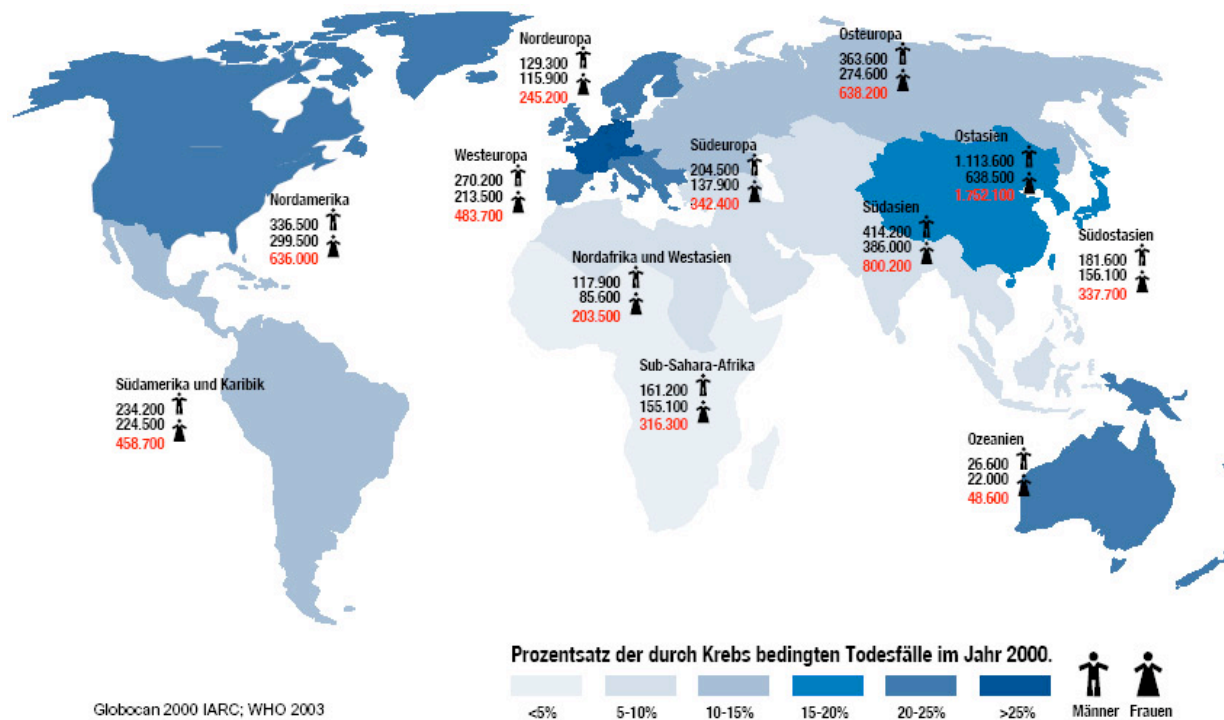 Nordeuropa
129.300
115.900
245.200
Osteuropa
363.600
274.600
638.200
Westeuropa
270.200
213.500
483.700
Südeuropa
204.500
137.900
342.400
Ostasien
1.113.600
638.500
1.762.100
Nordamerika
336.500
299.500
636.000
Südasien
414.200
386.000
800.200
Südostasien
181.600
156.100
337.700
Nordafrika und Westasien
117.900
85.600
203.500
Sub-Sahara-Afrika
161.200
155.100
316.300
Südamerika und Karibik
234.200
224.500
458.700
Ozeanien
26.600
22.000
48.600
Prozentsatz der durch Krebs bedingten Todesfälle im Jahr 2000.
<5% 5-10% 10-15% 15-20% 20-25% >25% Männer Frauen
Globocan 2000 IARC; WHO 2003